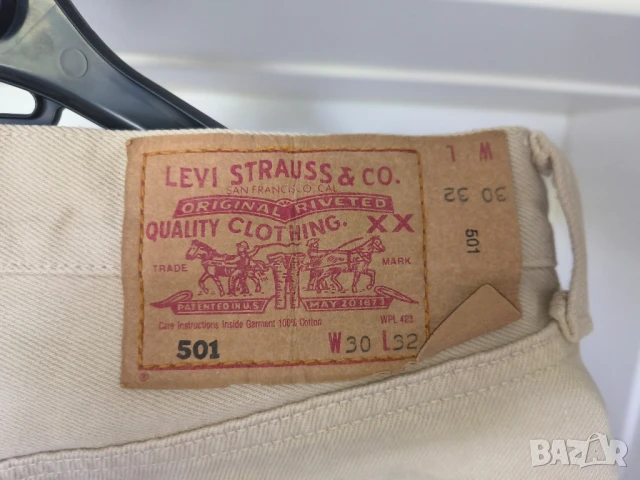 LEVI STRAUSS & CO.
SAN FRANCISCO, CAL.
ORIGINAL RIVETED
QUALITY CLOTHING. XX
TRADE MARK
PATENTED IN U.S. MAY 20 1873
Care Instructions Inside Garment 100% Cotton WPL 423
501 W30 L32
®
W L
30 32
501
BAZAR